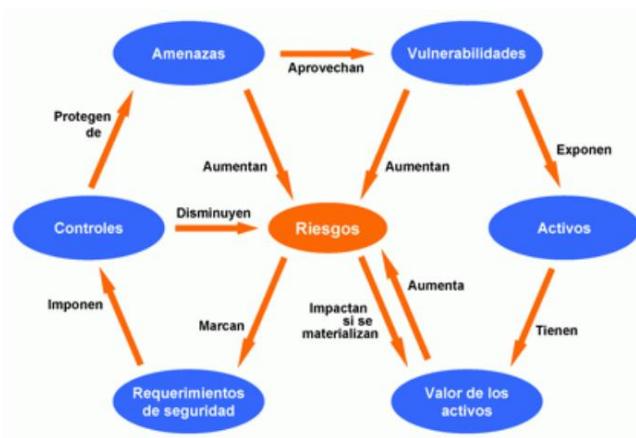 Amenazas
Aprovechan
Vulnerabilidades
Protegen
de
Aumentan
Aumentan
Exponen
Controles
Disminuyen
Riesgos
Activos
Imponen
Marcan
Impactan
si se
materializan
Aumenta
Tienen
Requerimientos
de seguridad
Valor de los
activos